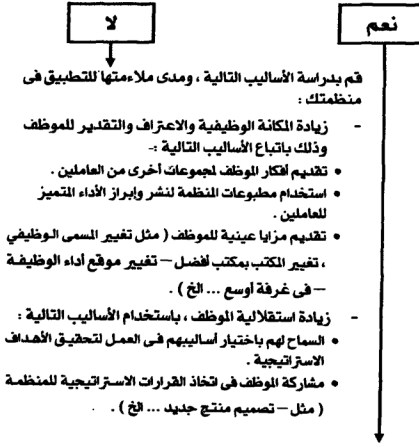 نعم
لا
قم بدراسة الأساليب التالية ، ومدى ملاءمتها للتطبيق فى
منظمتك :
- زيادة المكانة الوظيفية والاعتراف والتقدير للموظف
وذلك باتباع الأساليب التالية :-
• تقديم أفكار الموظف لمجموعات أخرى من العاملين .
• استخدام مطبوعات المنظمة لنشر وإبراز الأداء المتميز
للعاملين .
• تقديم مزايا عينية للموظف ( مثل تغيير المسمى الوظيفي
، تغيير المكتب بمكتب أفضل – تغيير موقع أداء الوظيفة
– فى غرفة أوسع ... الخ ) .
- زيادة استقلالية الموظف ، باستخدام الأساليب التالية :
• السماح لهم باختيار أساليبهم فى العمل لتحقيق الأهداف
الاستراتيجية .
• مشاركة الموظف فى اتخاذ القرارات الاستراتيجية للمنظمة
( مثل – تصميم منتج جديد ... الخ ) .